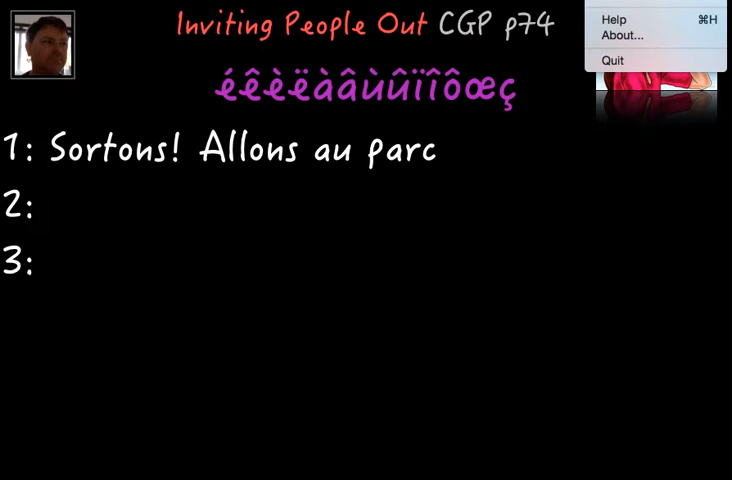 Inviting People Out CGP p74
Help ⌘H
About...
Quit
éêèëàâùûïîôœç
1: Sortons! Allons au parc
2:
3: